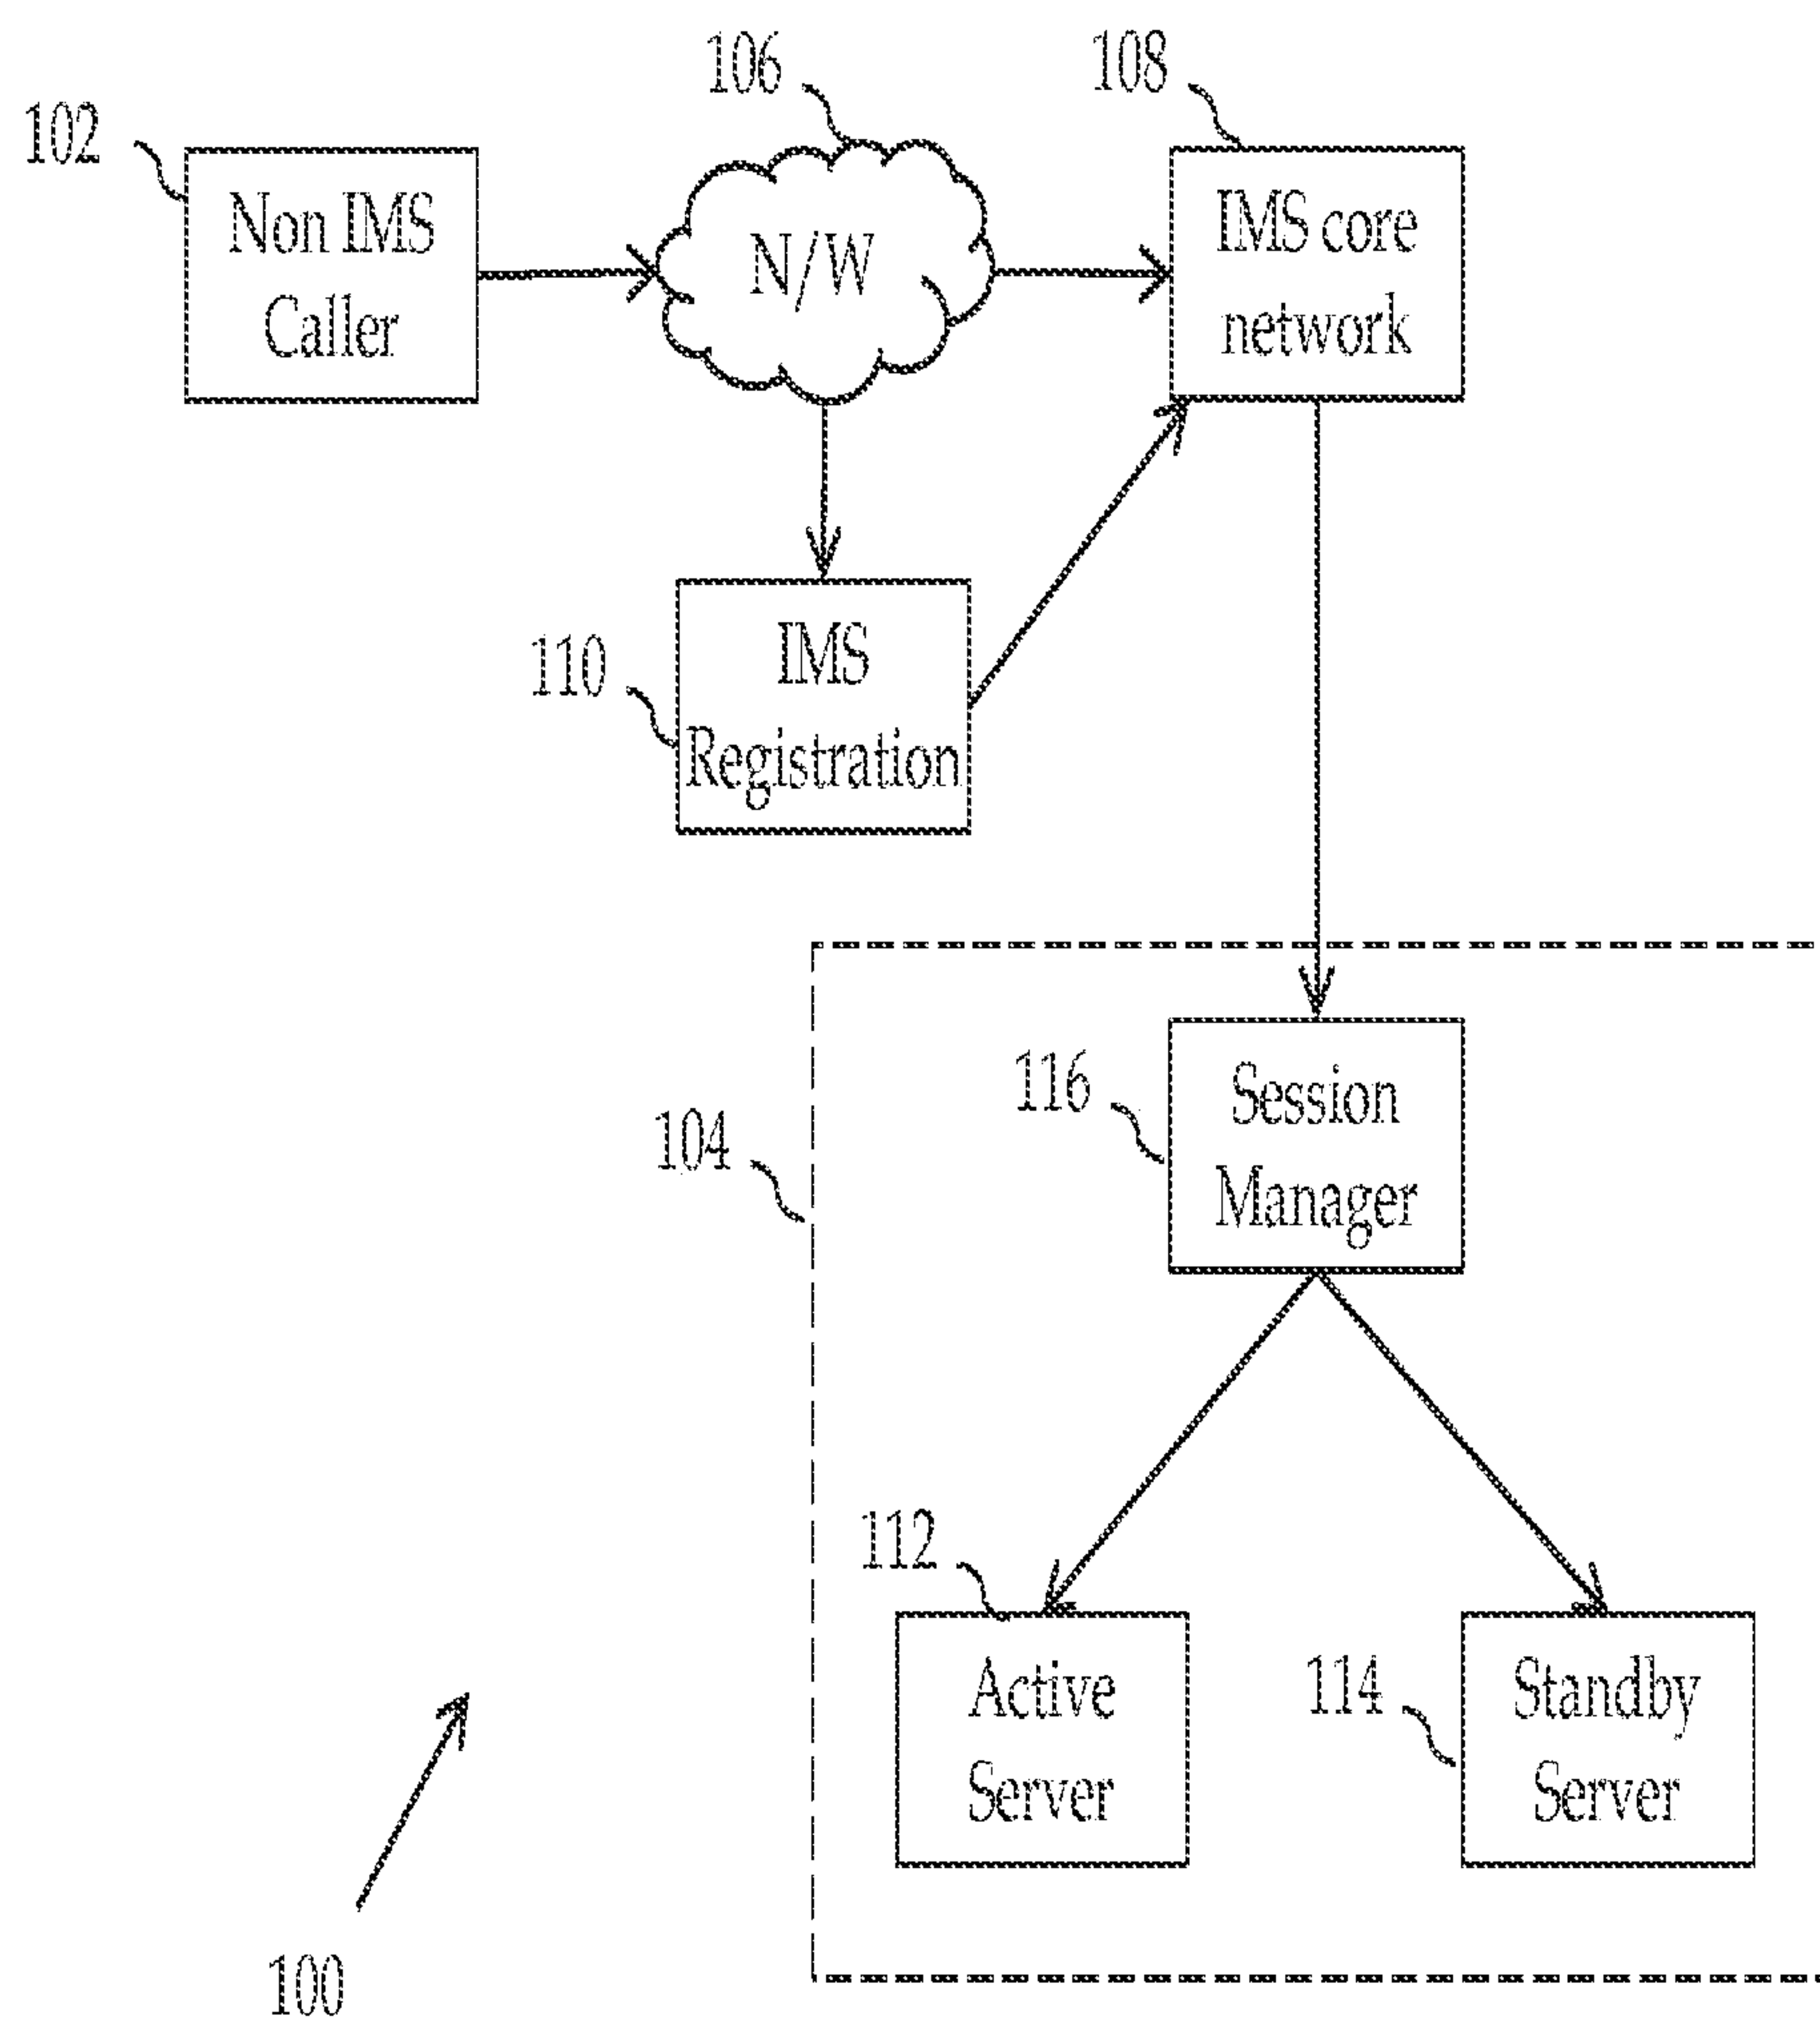 106
108
102
Non IMS
Caller
N/W
IMS core
network
110
IMS
Registration
104
116
Session
Manager
112
Active
Server
114
Standby
Server
100